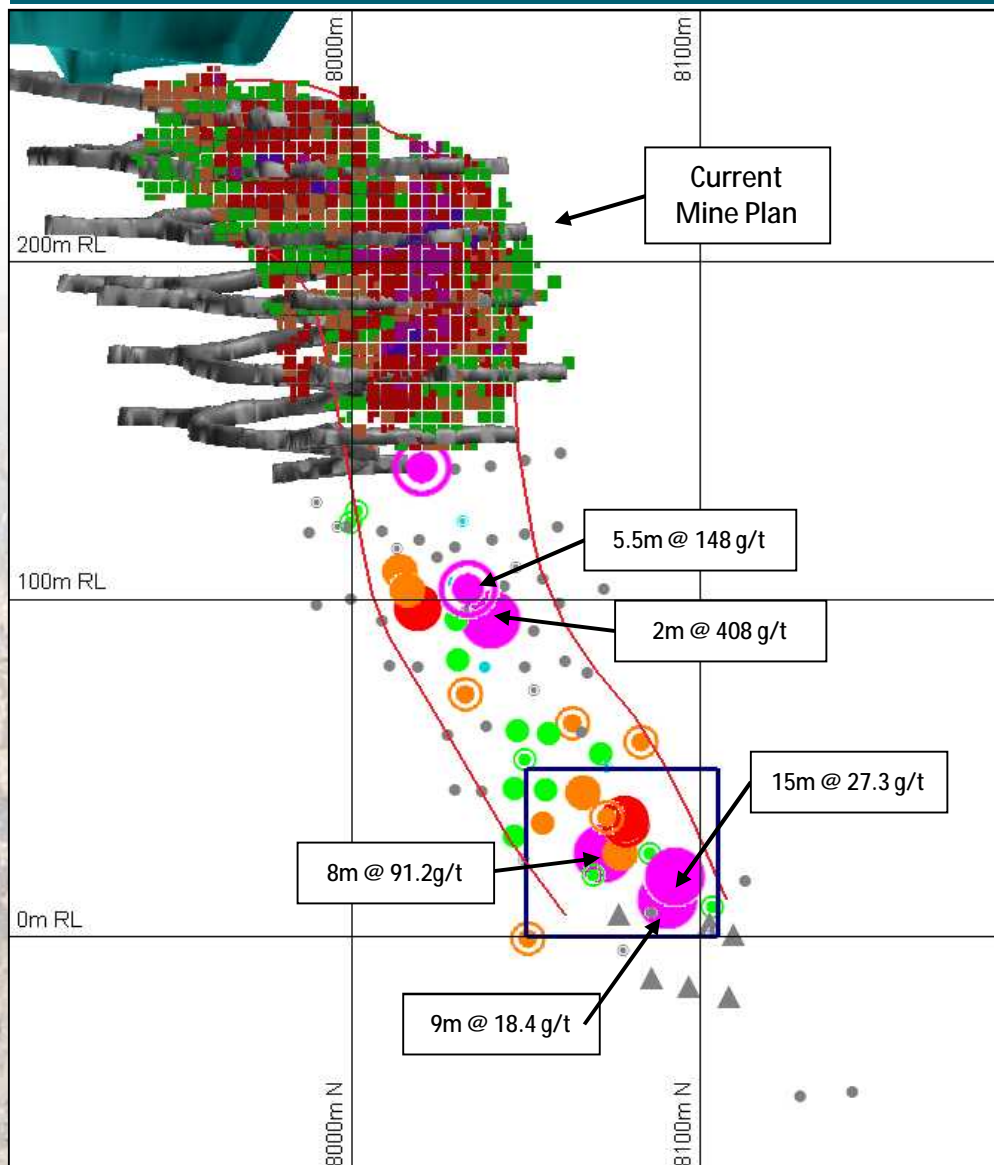 8000m
8100m
Current
Mine Plan
200m RL
5.5m @ 148 g/t
100m RL
2m @ 408 g/t
15m @ 27.3 g/t
8m @ 91.2g/t
0m RL
9m @ 18.4 g/t
8000m N
8100m N